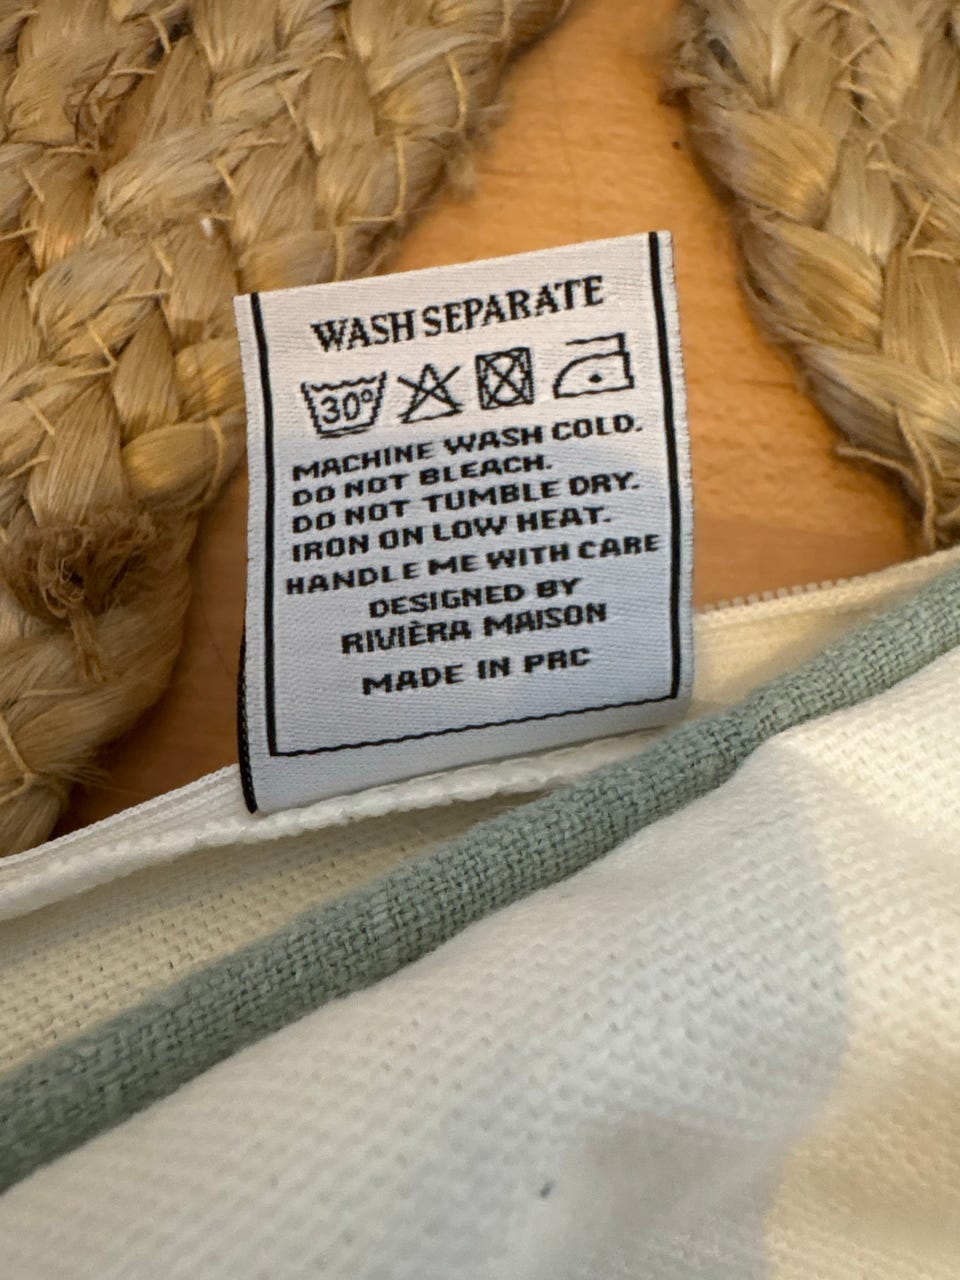 WASH SEPARATE
30°
MACHINE WASH COLD.
DO NOT BLEACH.
DO NOT TUMBLE DRY.
IRON ON LOW HEAT.
HANDLE ME WITH CARE
DESIGNED BY
RIVIÈRA MAISON
MADE IN PRC